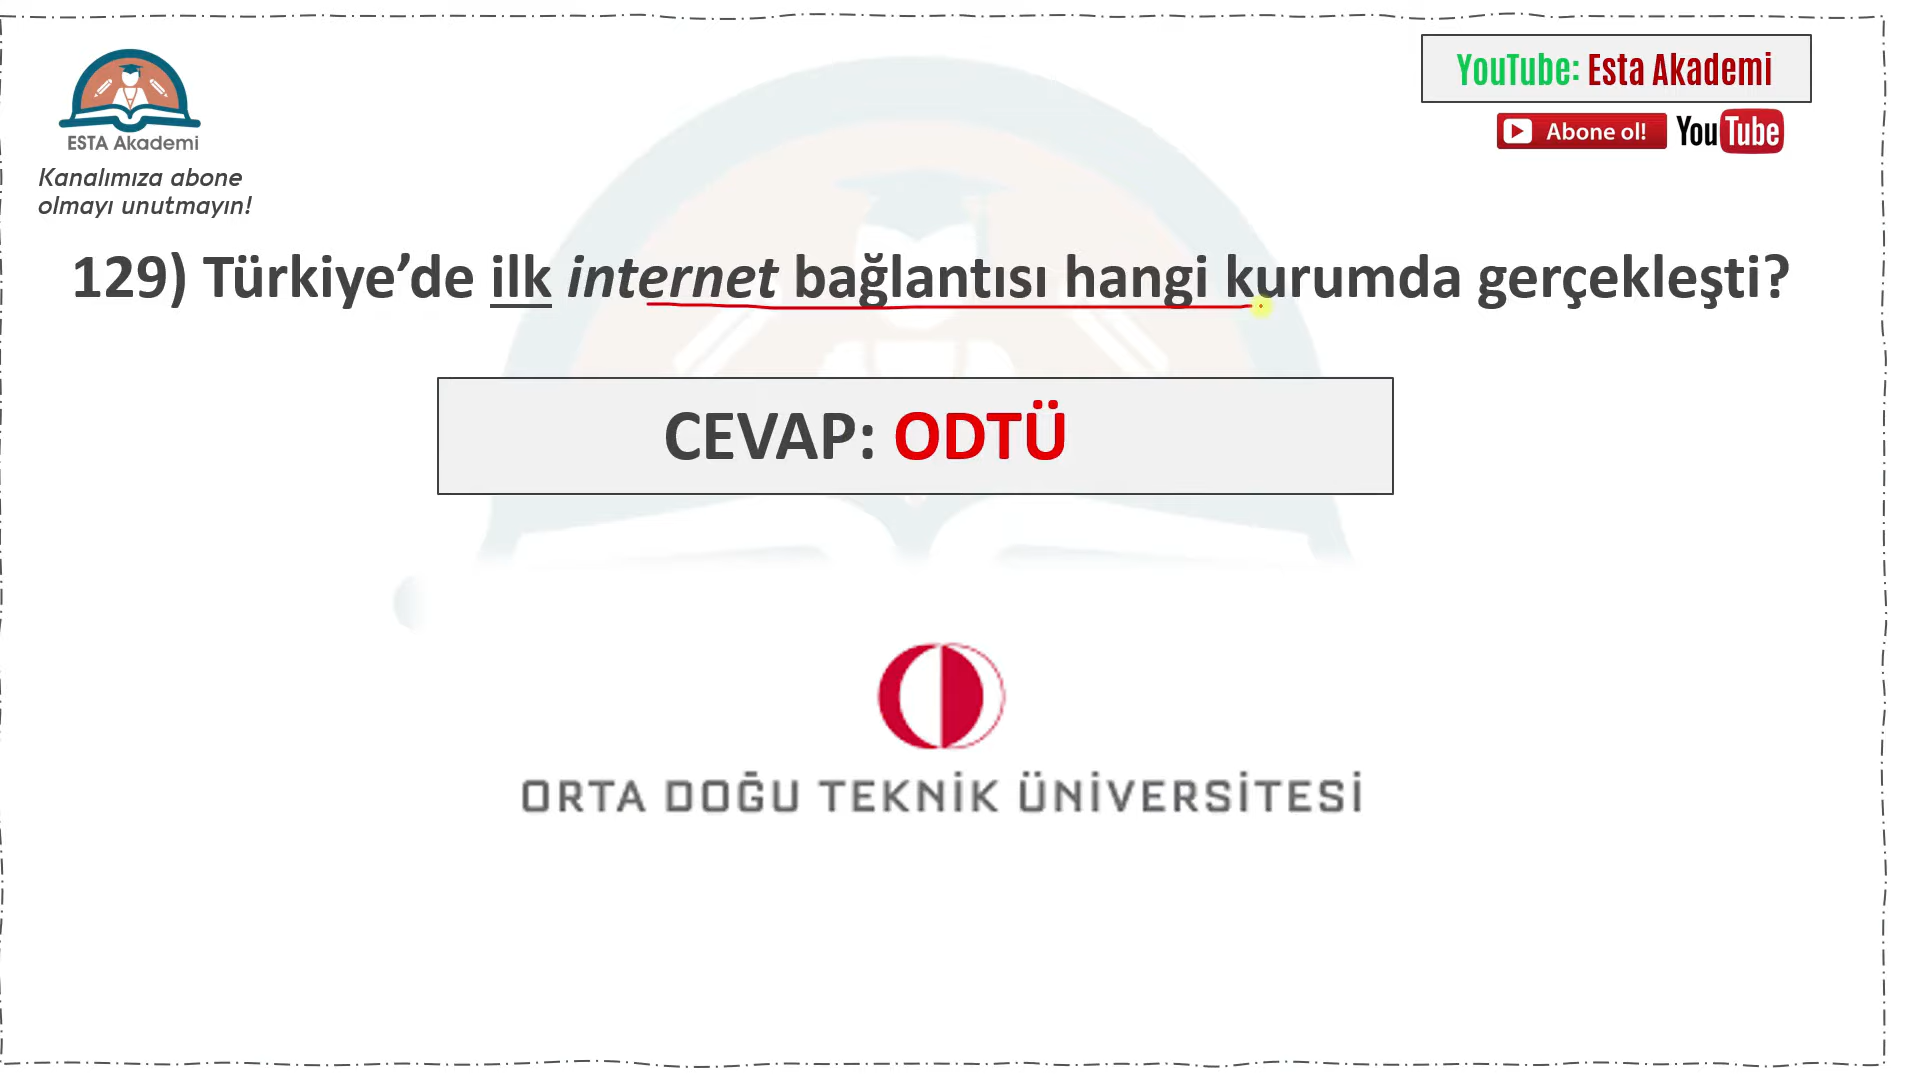 ESTA Akademi
Kanalımıza abone
olmayı unutmayın!
YouTube: Esta Akademi
Abone ol! YouTube
129) Türkiye’de ilk internet bağlantısı hangi kurumda gerçekleşti?
CEVAP: ODTÜ
ORTA DOĞU TEKNİK ÜNİVERSİTESİ